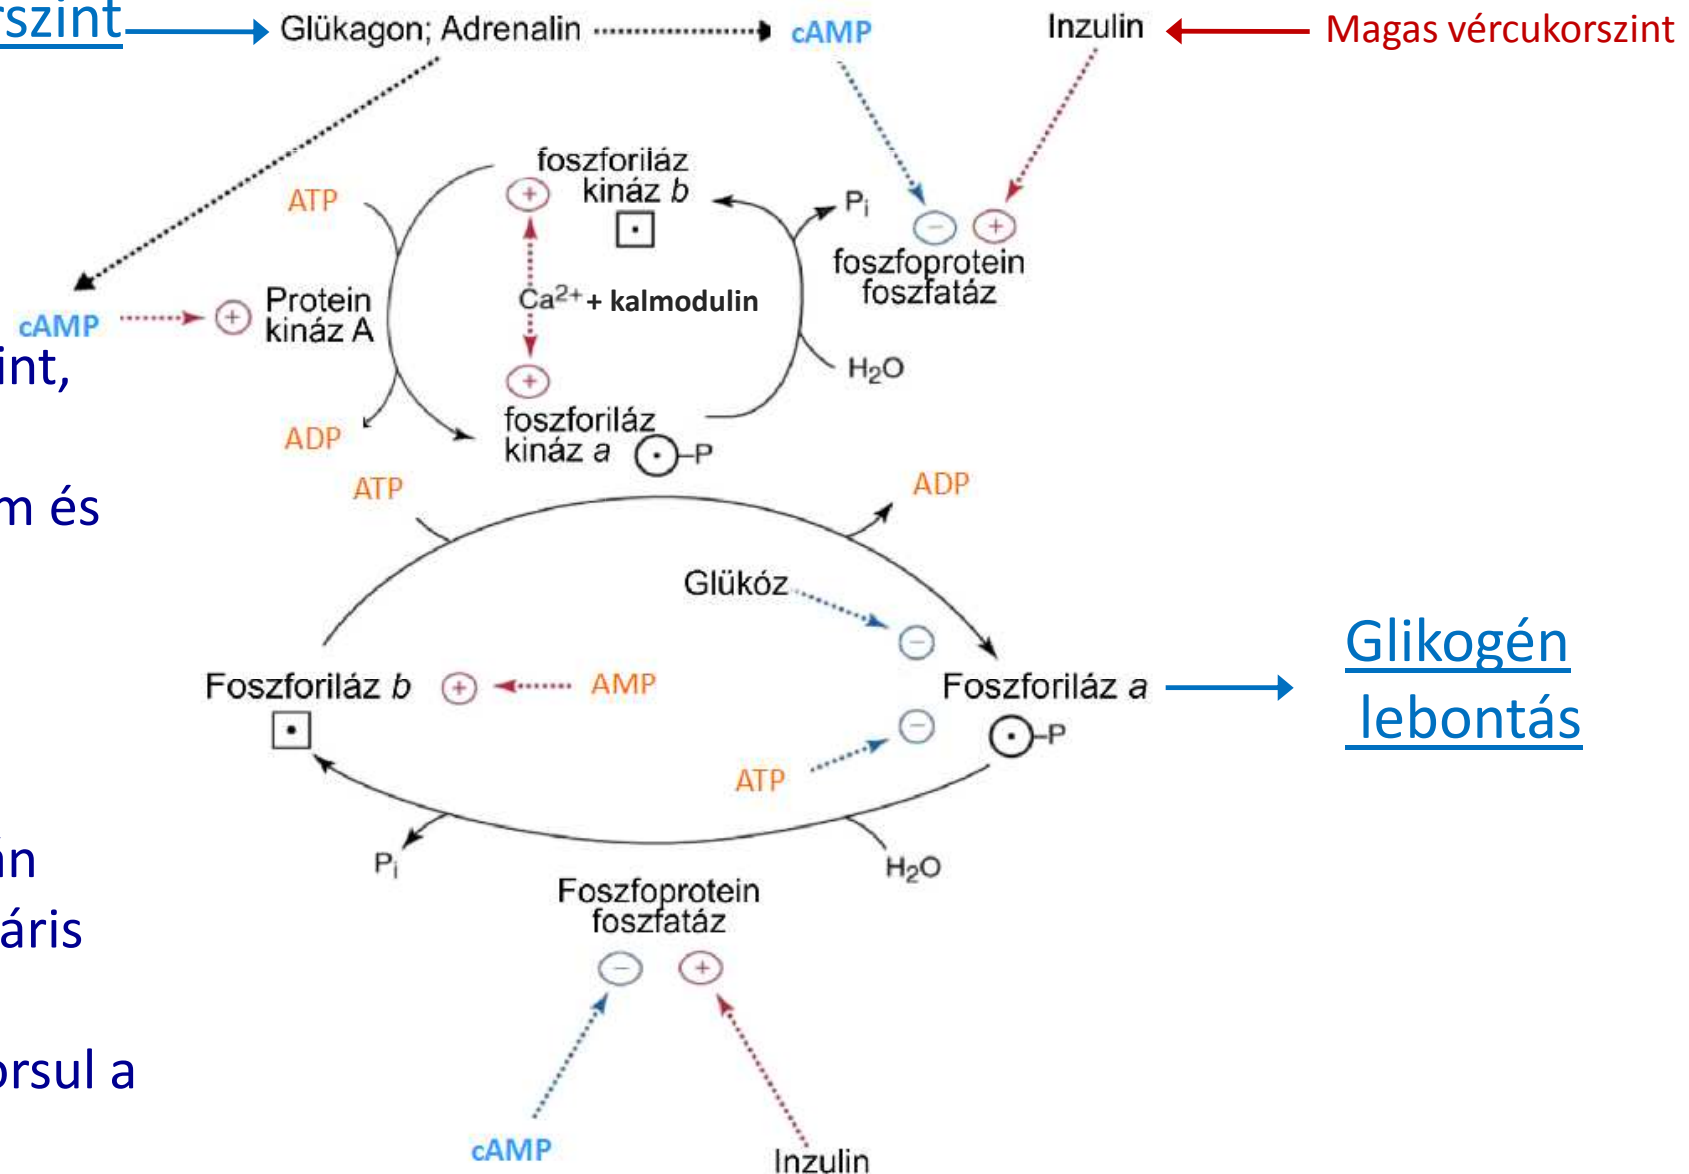 rszint
Glükagon; Adrenalin
cAMP
Inzulin
Magas vércukorszint
foszforiláz
kináz b
ATP
+
Pi
−
+
foszfoprotein
foszfatáz
Protein
kináz A
cAMP
+
Ca2+ + kalmodulin
int,
H2O
+
foszforiláz
kináz a
–P
ADP
ATP
ADP
m és
Glükóz
−
Glikogén
lebontás
Foszforiláz b
+
AMP
Foszforiláz a
−
–P
ATP
án
Pi
H2O
Foszfoprotein
foszfatáz
áris
−
+
orsul a
cAMP
Inzulin